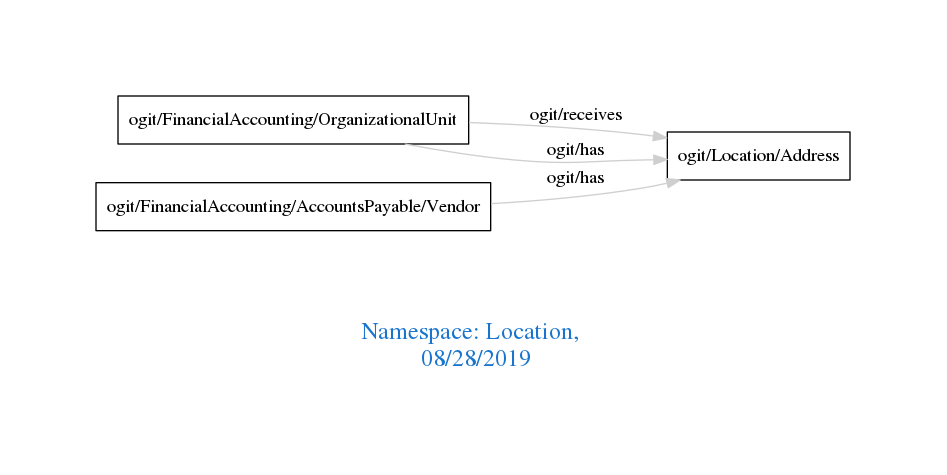 ogit/FinancialAccounting/OrganizationalUnit
ogit/receives
ogit/has
ogit/Location/Address
ogit/has
ogit/FinancialAccounting/AccountsPayable/Vendor
Namespace: Location,
08/28/2019